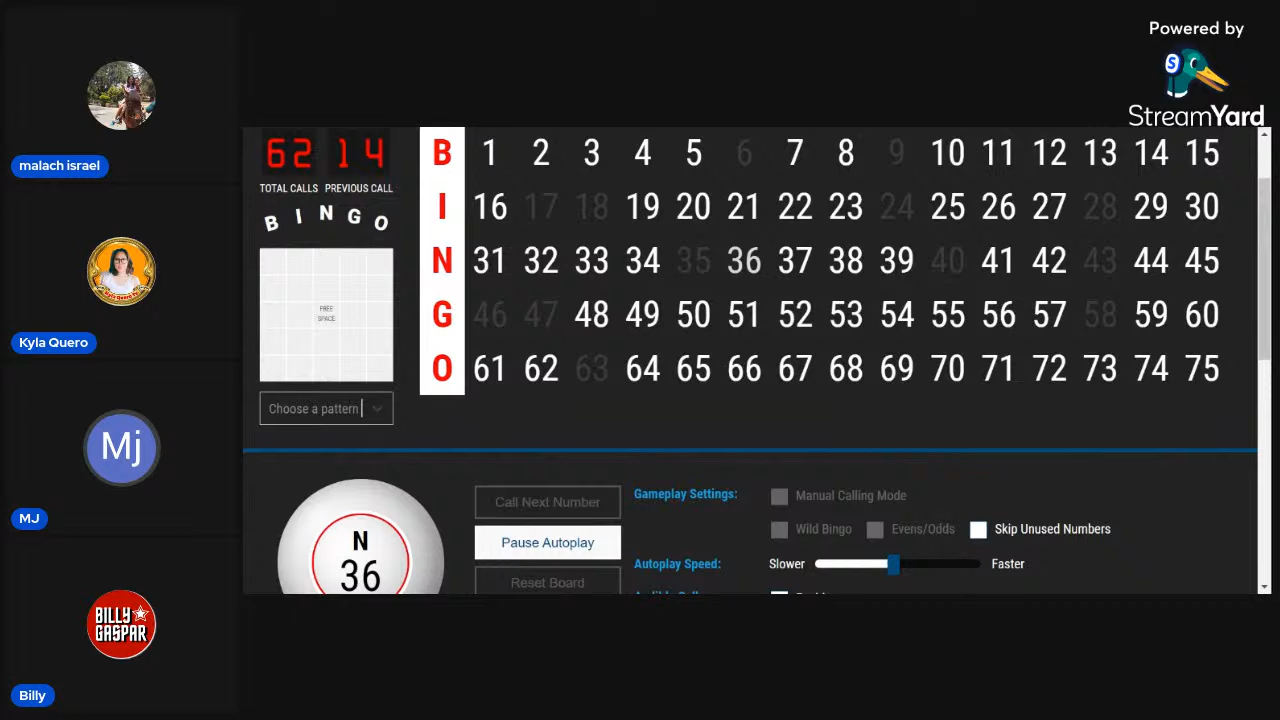 Powered by
StreamYard
malach israel
Kyla Quero
Mj
MJ
BILLY
GASPAR
Billy
62 14
TOTAL CALLS PREVIOUS CALL
B I N G O
FREE
SPACE
Choose a pattern
B 1 2 3 4 5 6 7 8 9 10 11 12 13 14 15
I 16 17 18 19 20 21 22 23 24 25 26 27 28 29 30
N 31 32 33 34 35 36 37 38 39 40 41 42 43 44 45
G 46 47 48 49 50 51 52 53 54 55 56 57 58 59 60
O 61 62 63 64 65 66 67 68 69 70 71 72 73 74 75
N
36
Call Next Number
Pause Autoplay
Reset Board
Gameplay Settings: Manual Calling Mode
Wild Bingo Evens/Odds Skip Unused Numbers
Autoplay Speed: Slower Faster